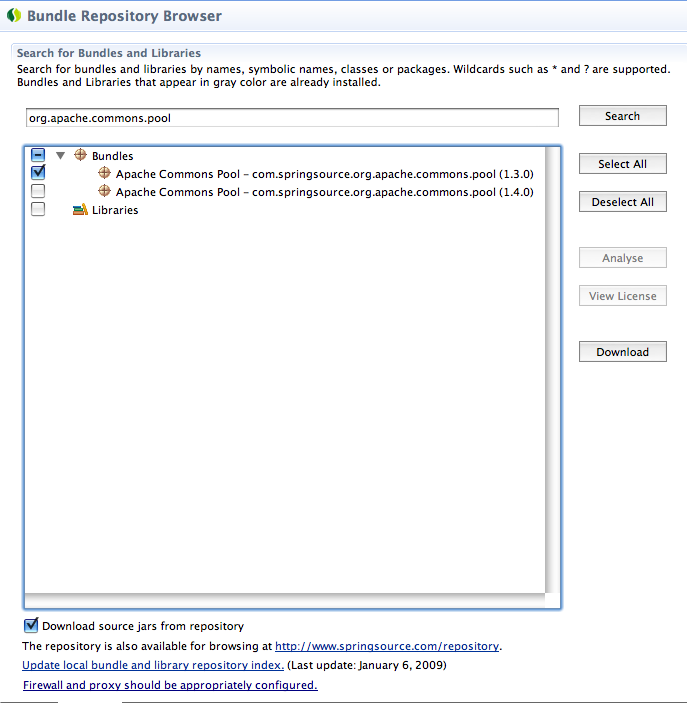 Bundle Repository Browser
Search for Bundles and Libraries
Search for bundles and libraries by names, symbolic names, classes or packages. Wildcards such as * and ? are supported.
Bundles and Libraries that appear in gray color are already installed.
org.apache.commons.pool
Search
Bundles
Apache Commons Pool - com.springsource.org.apache.commons.pool (1.3.0)
Apache Commons Pool - com.springsource.org.apache.commons.pool (1.4.0)
Libraries
Select All
Deselect All
Analyse
View License
Download
Download source jars from repository
The repository is also available for browsing at http://www.springsource.com/repository.
Update local bundle and library repository index. (Last update: January 6, 2009)
Firewall and proxy should be appropriately configured.